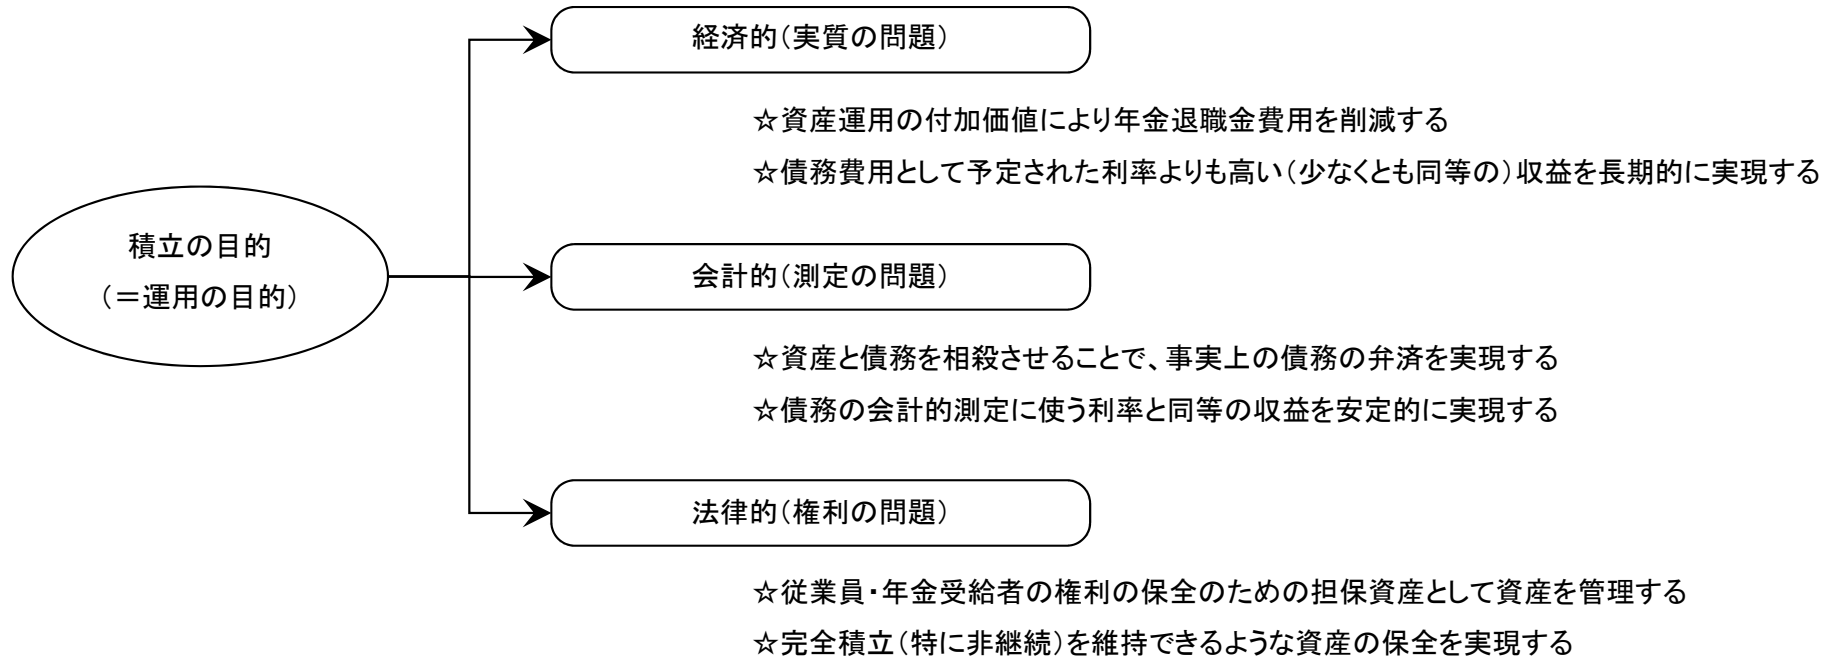 経済的（実質の問題）
☆資産運用の付加価値により年金退職金費用を削減する
☆債務費用として予定された利率よりも高い（少なくとも同等の）収益を長期的に実現する
積立の目的
（＝運用の目的）
会計的（測定の問題）
☆資産と債務を相殺させることで、事実上の債務の弁済を実現する
☆債務の会計的測定に使う利率と同等の収益を安定的に実現する
法律的（権利の問題）
☆従業員・年金受給者の権利の保全のための担保資産として資産を管理する
☆完全積立（特に非継続）を維持できるような資産の保全を実現する